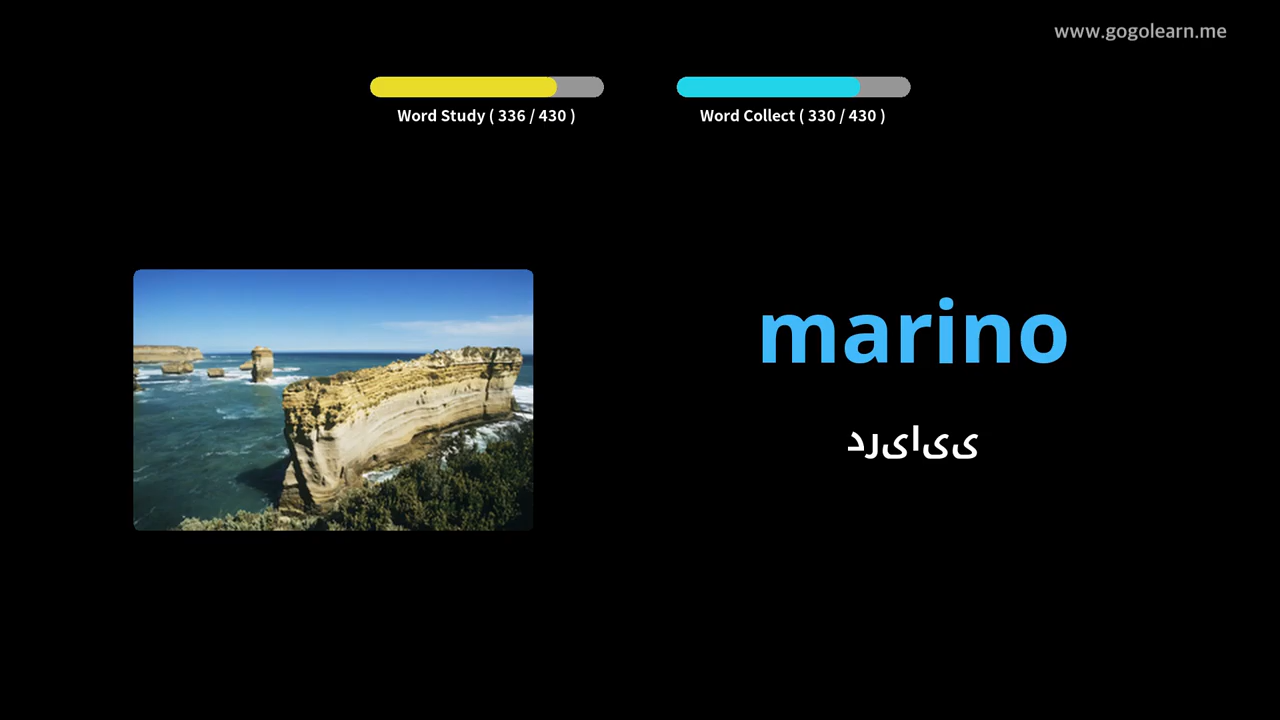 www.gogolearn.me
Word Study ( 336 / 430 )
Word Collect ( 330 / 430 )
marino
دریایی